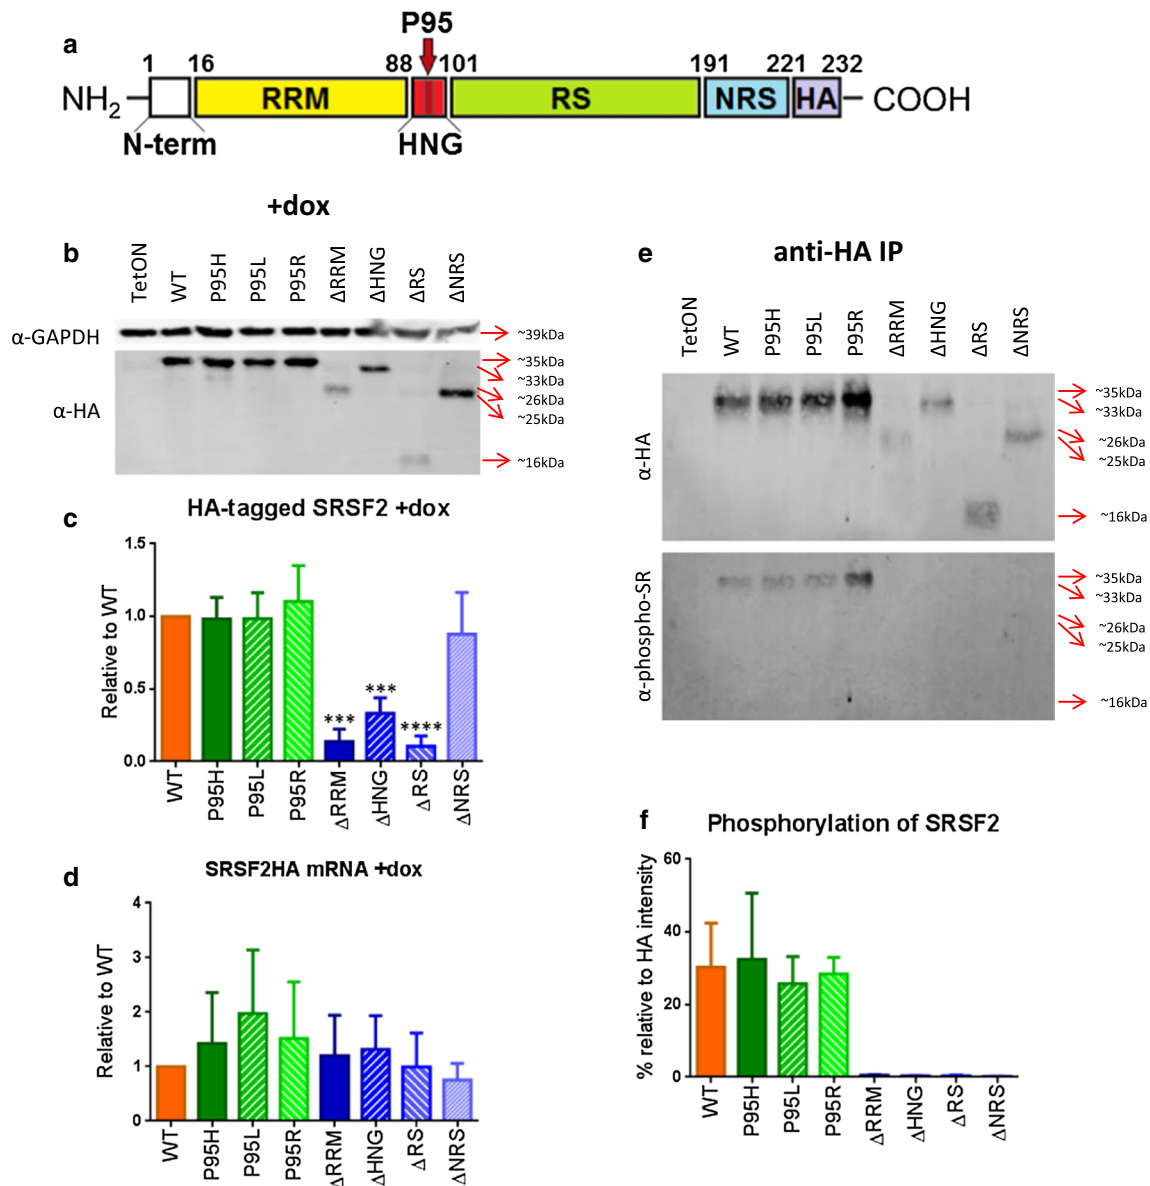 a
P95
1 16 88 101 191 221 232
NH2 RRM RS NRS HA COOH
N-term HNG
+dox
b
TetON WT P95H P95L P95R ΔRRM ΔHNG ΔRS ΔNRS
α-GAPDH
~39kDa
α-HA
~35kDa
~33kDa
~26kDa
~25kDa
~16kDa
c
HA-tagged SRSF2 +dox
Relative to WT
1.5
1.0
0.5
0.0
*** *** ****
WT P95H P95L P95R ΔRRM ΔHNG ΔRS ΔNRS
d
SRSF2HA mRNA +dox
Relative to WT
4
3
2
1
0
WT P95H P95L P95R ΔRRM ΔHNG ΔRS ΔNRS
e
anti-HA IP
TetON WT P95H P95L P95R ΔRRM ΔHNG ΔRS ΔNRS
α-HA
~35kDa
~33kDa
~26kDa
~25kDa
~16kDa
α-phospho-SR
~35kDa
~33kDa
~26kDa
~25kDa
~16kDa
f
Phosphorylation of SRSF2
% relative to HA intensity
60
40
20
0
WT P95H P95L P95R ΔRRM ΔHNG ΔRS ΔNRS